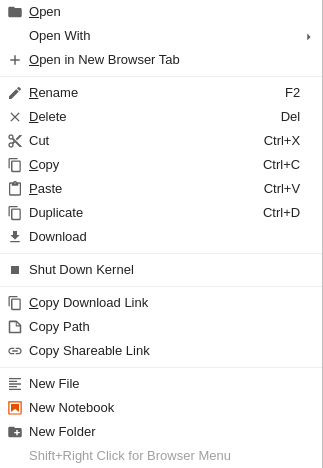 Open
Open With
Open in New Browser Tab
Rename F2
Delete Del
Cut Ctrl+X
Copy Ctrl+C
Paste Ctrl+V
Duplicate Ctrl+D
Download
Shut Down Kernel
Copy Download Link
Copy Path
Copy Shareable Link
New File
New Notebook
New Folder
Shift+Right Click for Browser Menu